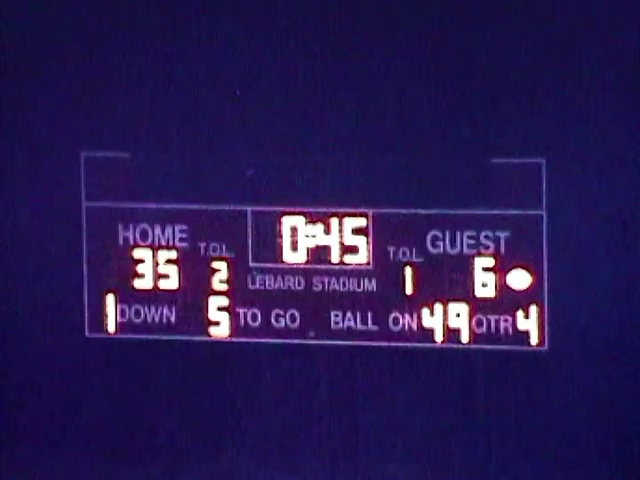 0:45
HOME T.O.L. T.O.L. GUEST
35 2 LEBARD STADIUM 1 6
1 DOWN 5 TO GO BALL ON 49 QTR 4